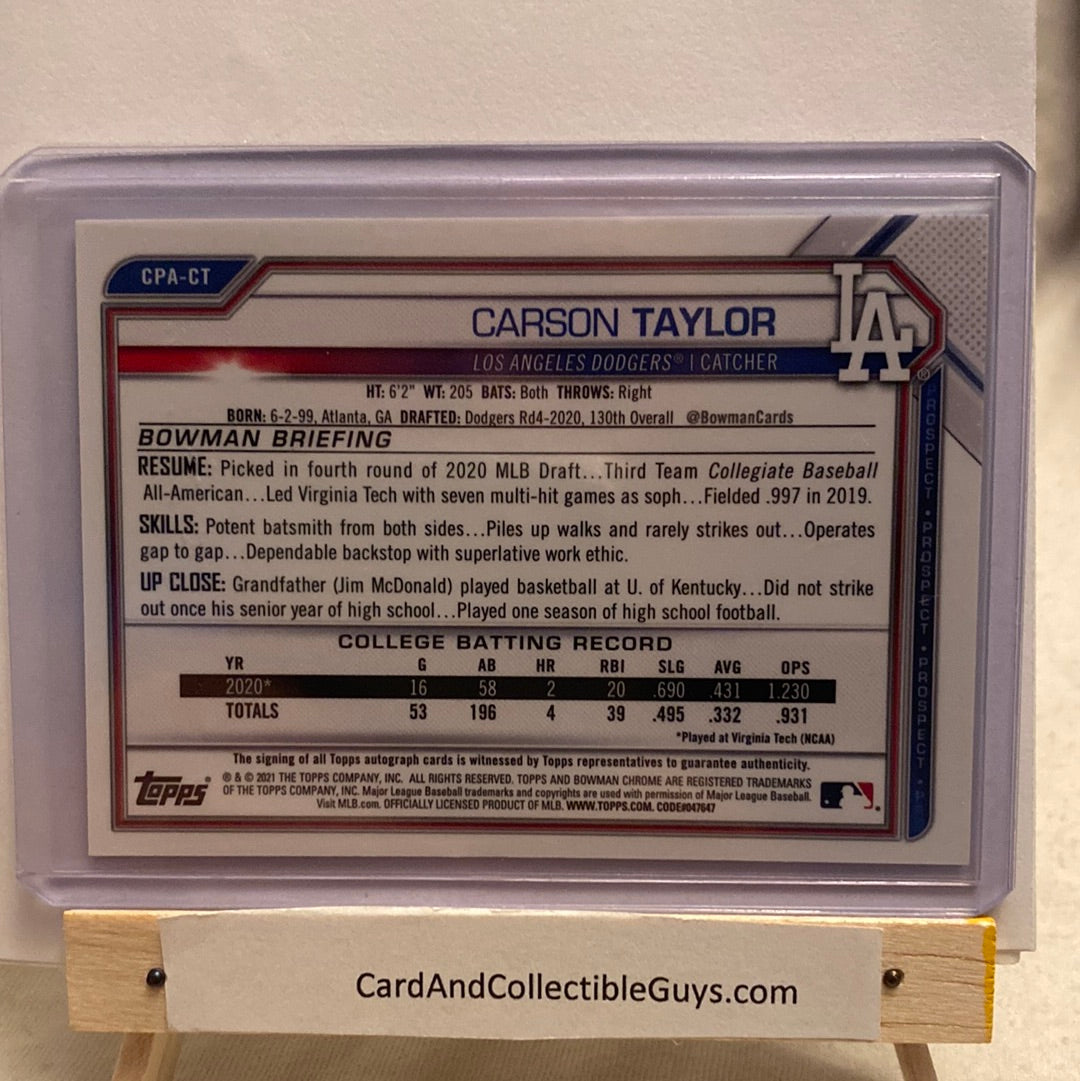 CPA-CT
LA
CARSON TAYLOR
LOS ANGELES DODGERS® | CATCHER
HT: 6'2" WT: 205 BATS: Both THROWS: Right
BORN: 6-2-99, Atlanta, GA DRAFTED: Dodgers Rd4-2020, 130th Overall @BowmanCards
BOWMAN BRIEFING
RESUME: Picked in fourth round of 2020 MLB Draft...Third Team Collegiate Baseball
All-American...Led Virginia Tech with seven multi-hit games as soph...Fielded .997 in 2019.
SKILLS: Potent batsmith from both sides...Piles up walks and rarely strikes out...Operates
gap to gap...Dependable backstop with superlative work ethic.
UP CLOSE: Grandfather (Jim McDonald) played basketball at U. of Kentucky...Did not strike
out once his senior year of high school...Played one season of high school football.
COLLEGE BATTING RECORD
YR G AB HR RBI SLG AVG OPS
2020* 16 58 2 20 .690 .431 1.230
TOTALS 53 196 4 39 .495 .332 .931
*Played at Virginia Tech (NCAA)
The signing of all Topps autograph cards is witnessed by Topps representatives to guarantee authenticity.
Topps®
® & © 2021 THE TOPPS COMPANY, INC. ALL RIGHTS RESERVED. TOPPS AND BOWMAN CHROME ARE REGISTERED TRADEMARKS
OF THE TOPPS COMPANY, INC. Major League Baseball trademarks and copyrights are used with permission of Major League Baseball.
Visit MLB.com. OFFICIALLY LICENSED PRODUCT OF MLB. WWW.TOPPS.COM. CODE#047647
PROSPECT • PROSPECT • PROSPECT • P
CardAndCollectibleGuys.com